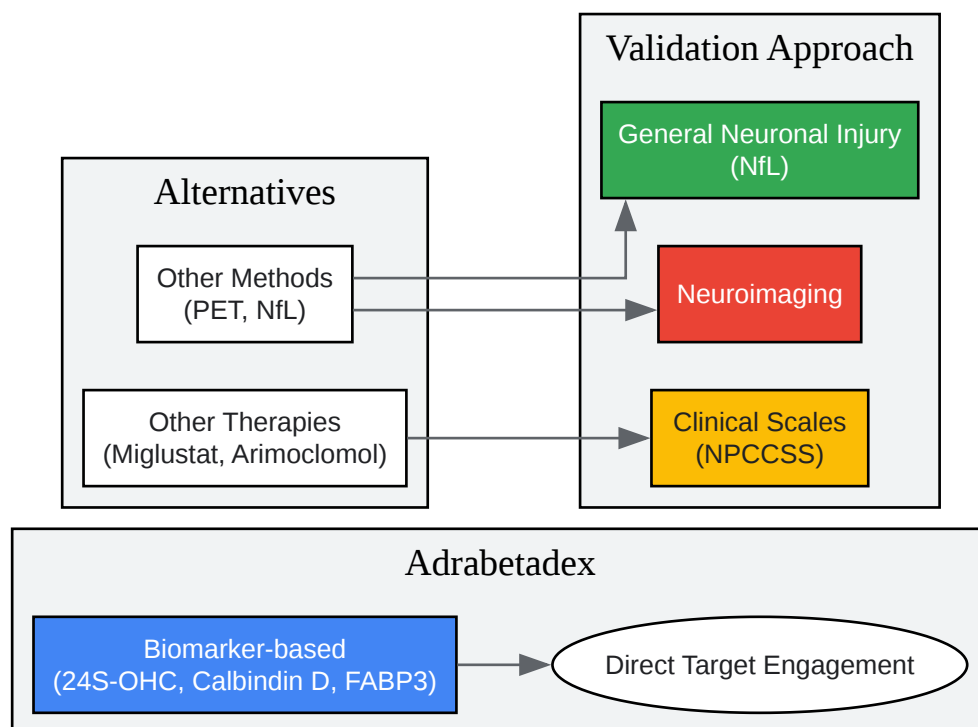 Validation Approach
General Neuronal Injury
(NfL)
Alternatives
Other Methods
(PET, NfL)
Neuroimaging
Other Therapies
(Miglustat, Arimoclomol)
Clinical Scales
(NPCCSS)
Adrabetadex
Biomarker-based
(24S-OHC, Calbindin D, FABP3)
Direct Target Engagement